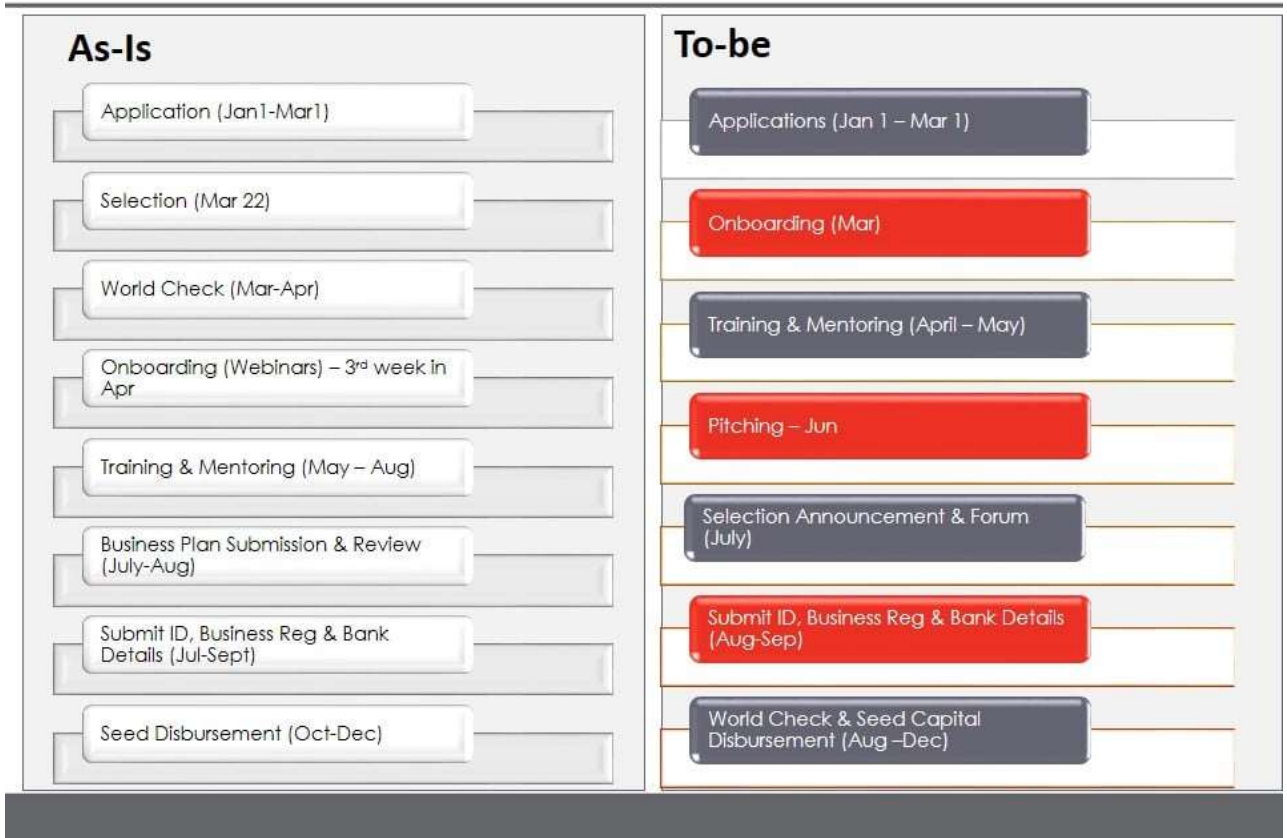 As-Is
Application (Jan1-Mar1)
Selection (Mar 22)
World Check (Mar-Apr)
Onboarding (Webinars) – 3rd week in
Apr
Training & Mentoring (May – Aug)
Business Plan Submission & Review
(July-Aug)
Submit ID, Business Reg & Bank
Details (Jul-Sept)
Seed Disbursement (Oct-Dec)
To-be
Applications (Jan 1 – Mar 1)
Onboarding (Mar)
Training & Mentoring (April – May)
Pitching – Jun
Selection Announcement & Forum
(July)
Submit ID, Business Reg & Bank Details
(Aug-Sep)
World Check & Seed Capital
Disbursement (Aug –Dec)